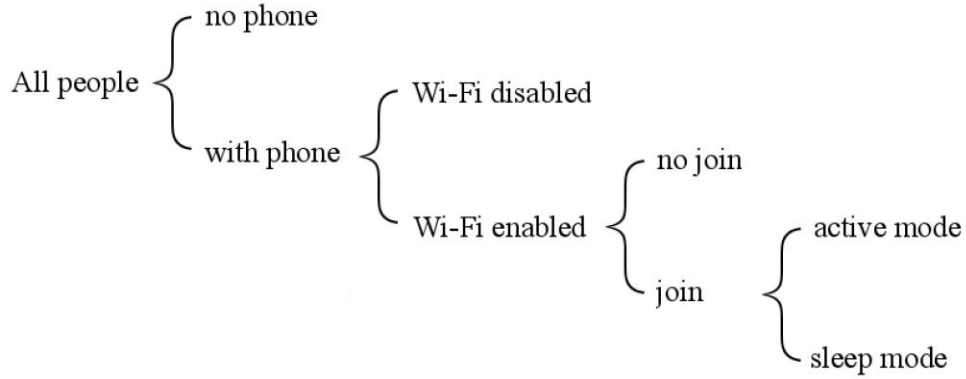 no phone
All people
Wi-Fi disabled
with phone
no join
Wi-Fi enabled
active mode
join
sleep mode